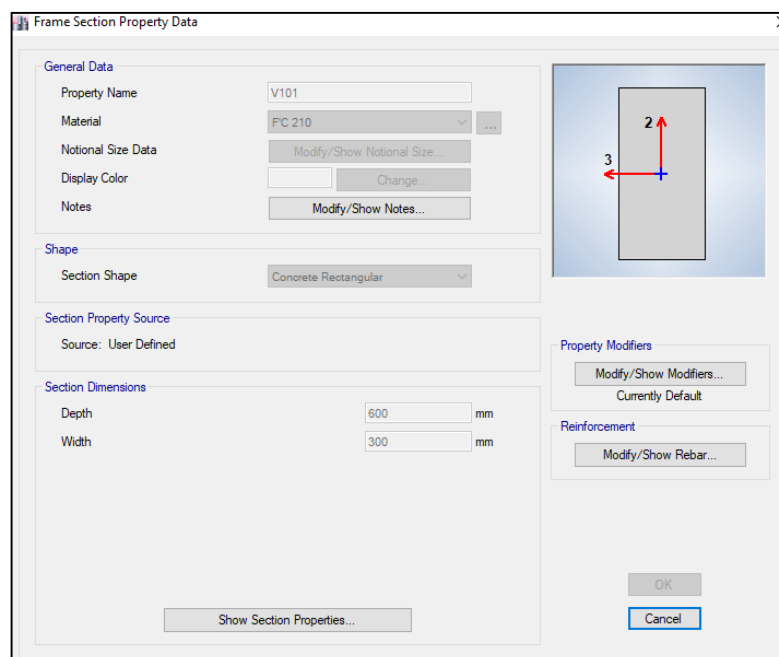 Frame Section Property Data
General Data
Property Name V101
Material F'C 210 ...
Notional Size Data Modify/Show Notional Size...
Display Color Change...
Notes Modify/Show Notes...
2
3
Shape
Section Shape Concrete Rectangular
Section Property Source
Source: User Defined
Property Modifiers
Modify/Show Modifiers...
Currently Default
Section Dimensions
Depth 600 mm
Width 300 mm
Reinforcement
Modify/Show Rebar...
Show Section Properties...
OK
Cancel